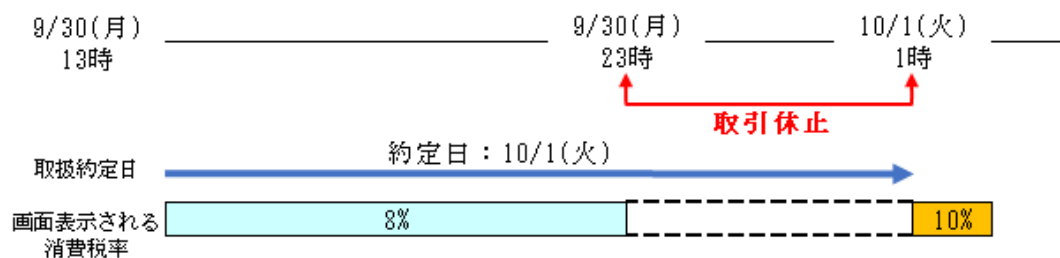 9/30(月)
13時
9/30(月)
23時
10/1(火)
1時
取引休止
約定日：10/1(火)
取扱約定日
画面表示される
消費税率
8%
10%